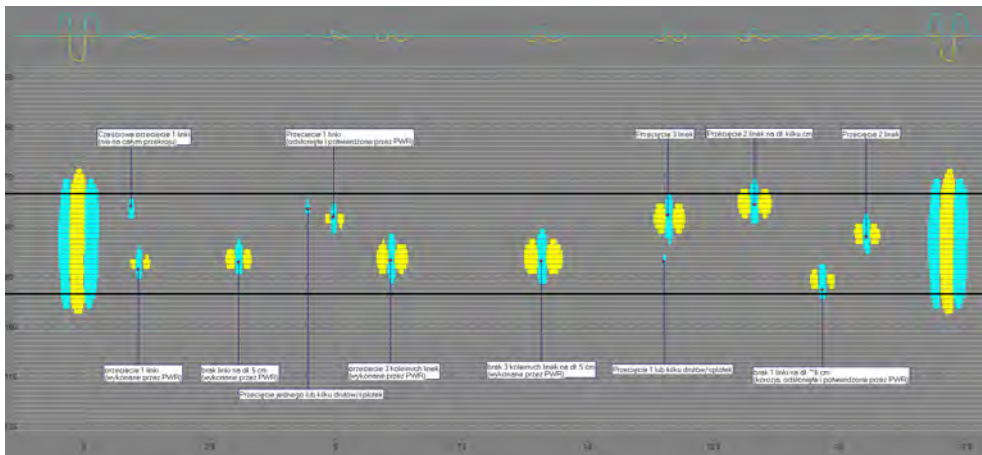 Częściowe przecięcie 1 linki
(nie na całym przekroju)
Przecięcie 1 linki
(odsłonięte i potwierdzone przez PWR)
Przecięcie 3 linek
Przecięcie 2 linek na dł. kilku cm
Przecięcie 2 linek
przecięcie 1 linki
(wykonane przez PWR)
brak linki na dł. 5 cm
(wykonane przez PWR)
przecięcie 3 kolejnych linek
(wykonane przez PWR)
brak 3 kolejnych linek na dł 5 cm
(wykonane przez PWR)
Przecięcie 1 lub kilku drutów/splotek
brak 1 linki na dł. ~6 cm
(korozja, odsłonięte i potwierdzone przez PWR)
Przecięcie jednego lub kilku drutów/splotek